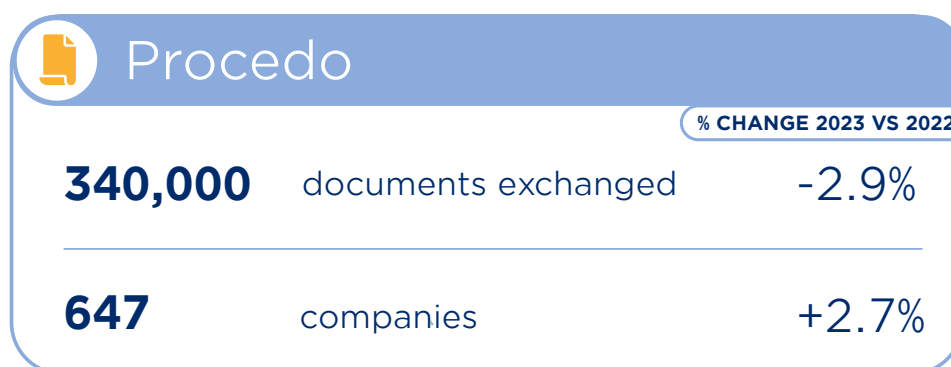 Procedo
% CHANGE 2023 VS 2022
340,000 documents exchanged -2.9%
647 companies +2.7%